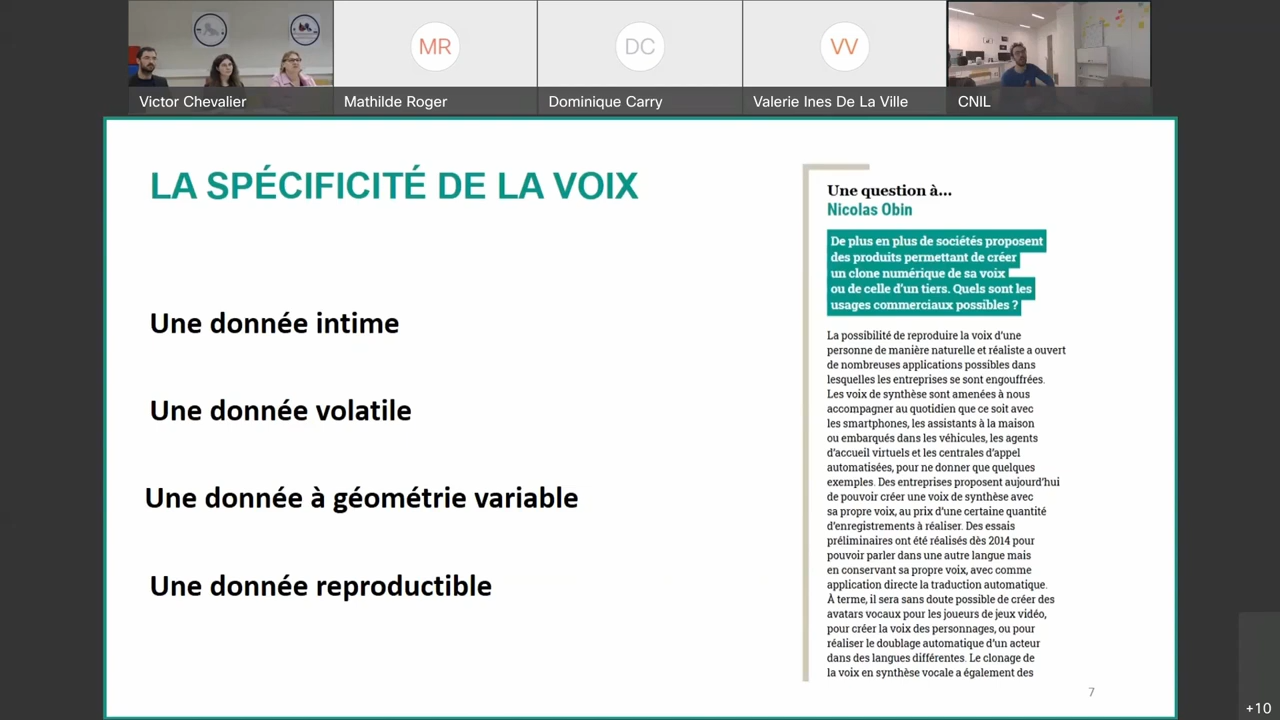 MR
DC
VV
Victor Chevalier
Mathilde Roger
Dominique Carry
Valerie Ines De La Ville
CNIL
LA SPÉCIFICITÉ DE LA VOIX
Une donnée intime
Une donnée volatile
Une donnée à géométrie variable
Une donnée reproductible
Une question à...
Nicolas Obin
De plus en plus de sociétés proposent
des produits permettant de créer
un clone numérique de sa voix
ou de celle d'un tiers. Quels sont les
usages commerciaux possibles ?
La possibilité de reproduire la voix d'une
personne de manière naturelle et réaliste a ouvert
de nombreuses applications possibles dans
lesquelles les entreprises se sont engouffrées.
Les voix de synthèse sont amenées à nous
accompagner au quotidien que ce soit avec
les smartphones, les assistants à la maison
ou embarqués dans les véhicules, les agents
d'accueil virtuels et les centrales d'appel
automatisées, pour ne donner que quelques
exemples. Des entreprises proposent aujourd'hui
de pouvoir créer une voix de synthèse avec
sa propre voix, au prix d'une certaine quantité
d'enregistrements à réaliser. Des essais
préliminaires ont été réalisés dès 2014 pour
pouvoir parler dans une autre langue mais
en conservant sa propre voix, avec comme
application directe la traduction automatique.
À terme, il sera sans doute possible de créer des
avatars vocaux pour les joueurs de jeux vidéo,
pour créer la voix des personnages, ou pour
réaliser le doublage automatique d'un acteur
dans des langues différentes. Le clonage de
la voix en synthèse vocale a également des
7
+10